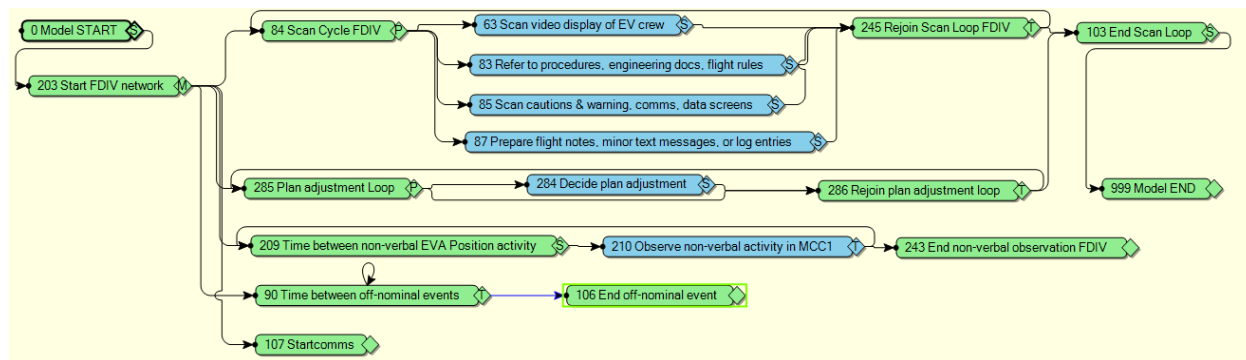 0 Model START S
84 Scan Cycle FDIV P
63 Scan video display of EV crew S
245 Rejoin Scan Loop FDIV T
103 End Scan Loop S
83 Refer to procedures, engineering docs, flight rules S
203 Start FDIV network M
85 Scan cautions & warning, comms, data screens S
87 Prepare flight notes, minor text messages, or log entries S
285 Plan adjustment Loop P
284 Decide plan adjustment S
286 Rejoin plan adjustment loop T
999 Model END
209 Time between non-verbal EVA Position activity S
210 Observe non-verbal activity in MCC1 T
243 End non-verbal observation FDIV
90 Time between off-nominal events T
106 End off-nominal event
107 Startcomms